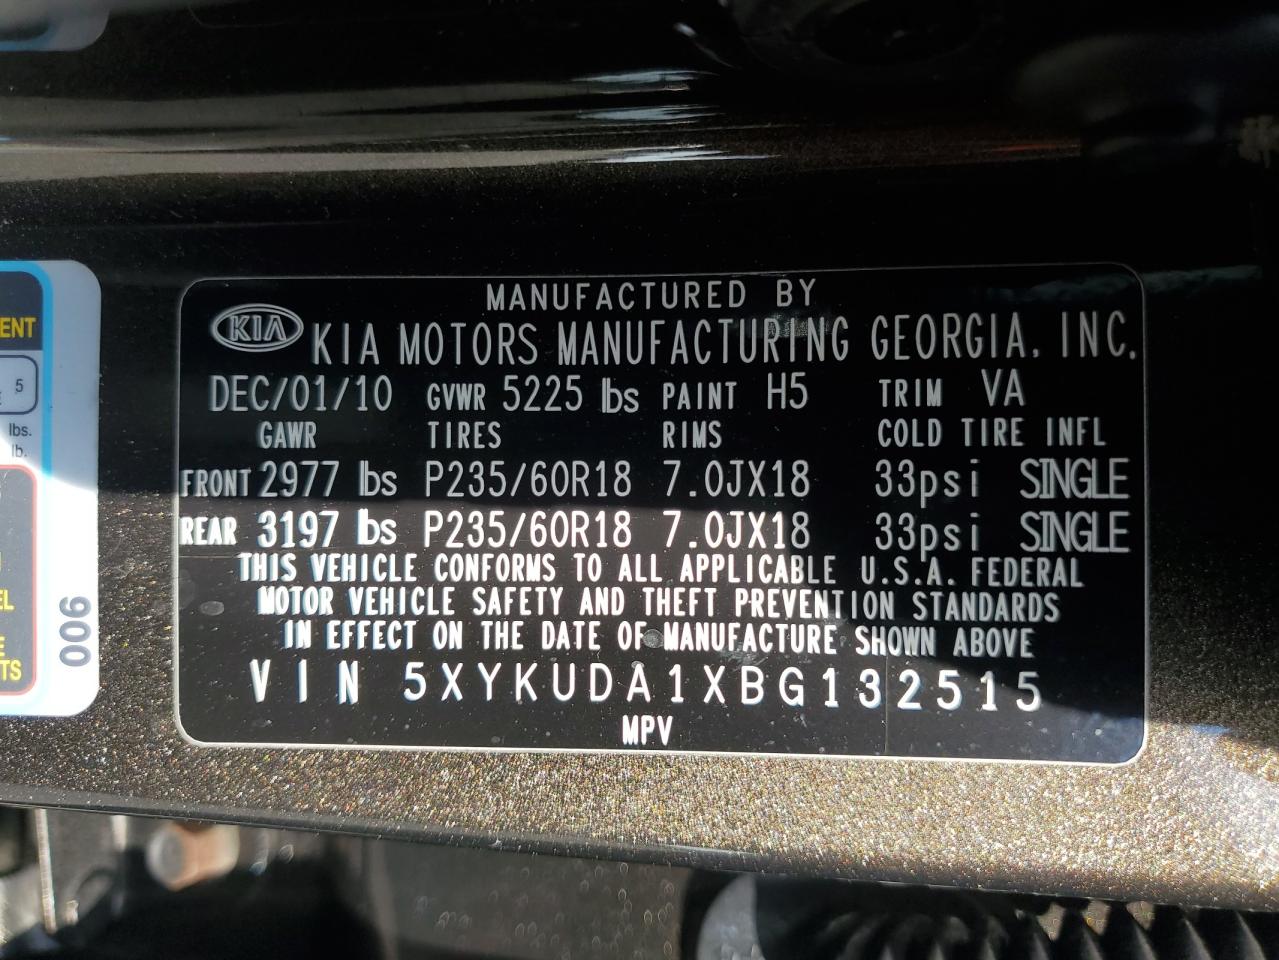 MANUFACTURED BY
KIA KIA MOTORS MANUFACTURING GEORGIA, INC.
DEC/01/10 GVWR 5225 lbs PAINT H5 TRIM VA
GAWR TIRES RIMS COLD TIRE INFL
FRONT 2977 lbs P235/60R18 7.0JX18 33psi SINGLE
REAR 3197 lbs P235/60R18 7.0JX18 33psi SINGLE
THIS VEHICLE CONFORMS TO ALL APPLICABLE U.S.A. FEDERAL
MOTOR VEHICLE SAFETY AND THEFT PREVENTION STANDARDS
IN EFFECT ON THE DATE OF MANUFACTURE SHOWN ABOVE
VIN 5XYKUDA1XBG132515
MPV
5
lbs.
lb.
006